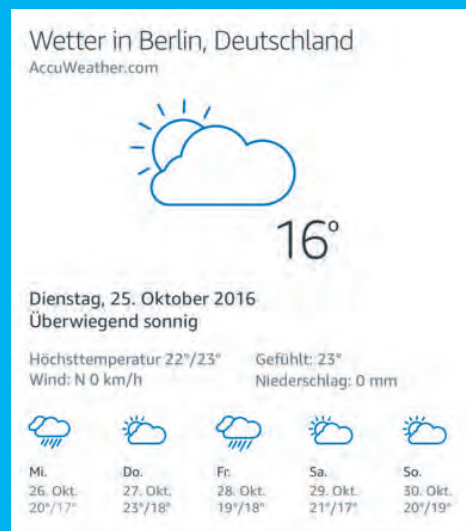 Wetter in Berlin, Deutschland
AccuWeather.com
16°
Dienstag, 25. Oktober 2016
Überwiegend sonnig
Höchsttemperatur 22°/23° Gefühlt: 23°
Wind: N 0 km/h Niederschlag: 0 mm
Mi. Do. Fr. Sa. So.
26. Okt. 27. Okt. 28. Okt. 29. Okt. 30. Okt.
20°/17° 23°/18° 19°/18° 21°/17° 20°/19°